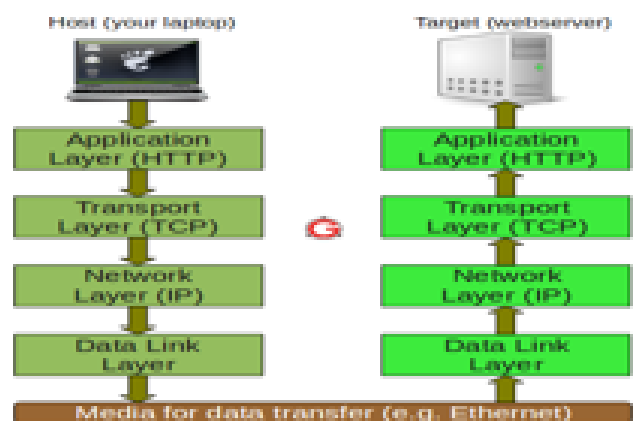 Host (your laptop)
Target (webserver)
Application
Layer (HTTP)
Application
Layer (HTTP)
Transport
Layer (TCP)
Transport
Layer (TCP)
G
Network
Layer (IP)
Network
Layer (IP)
Data Link
Layer
Data Link
Layer
Media for data transfer (e.g. Ethernet)